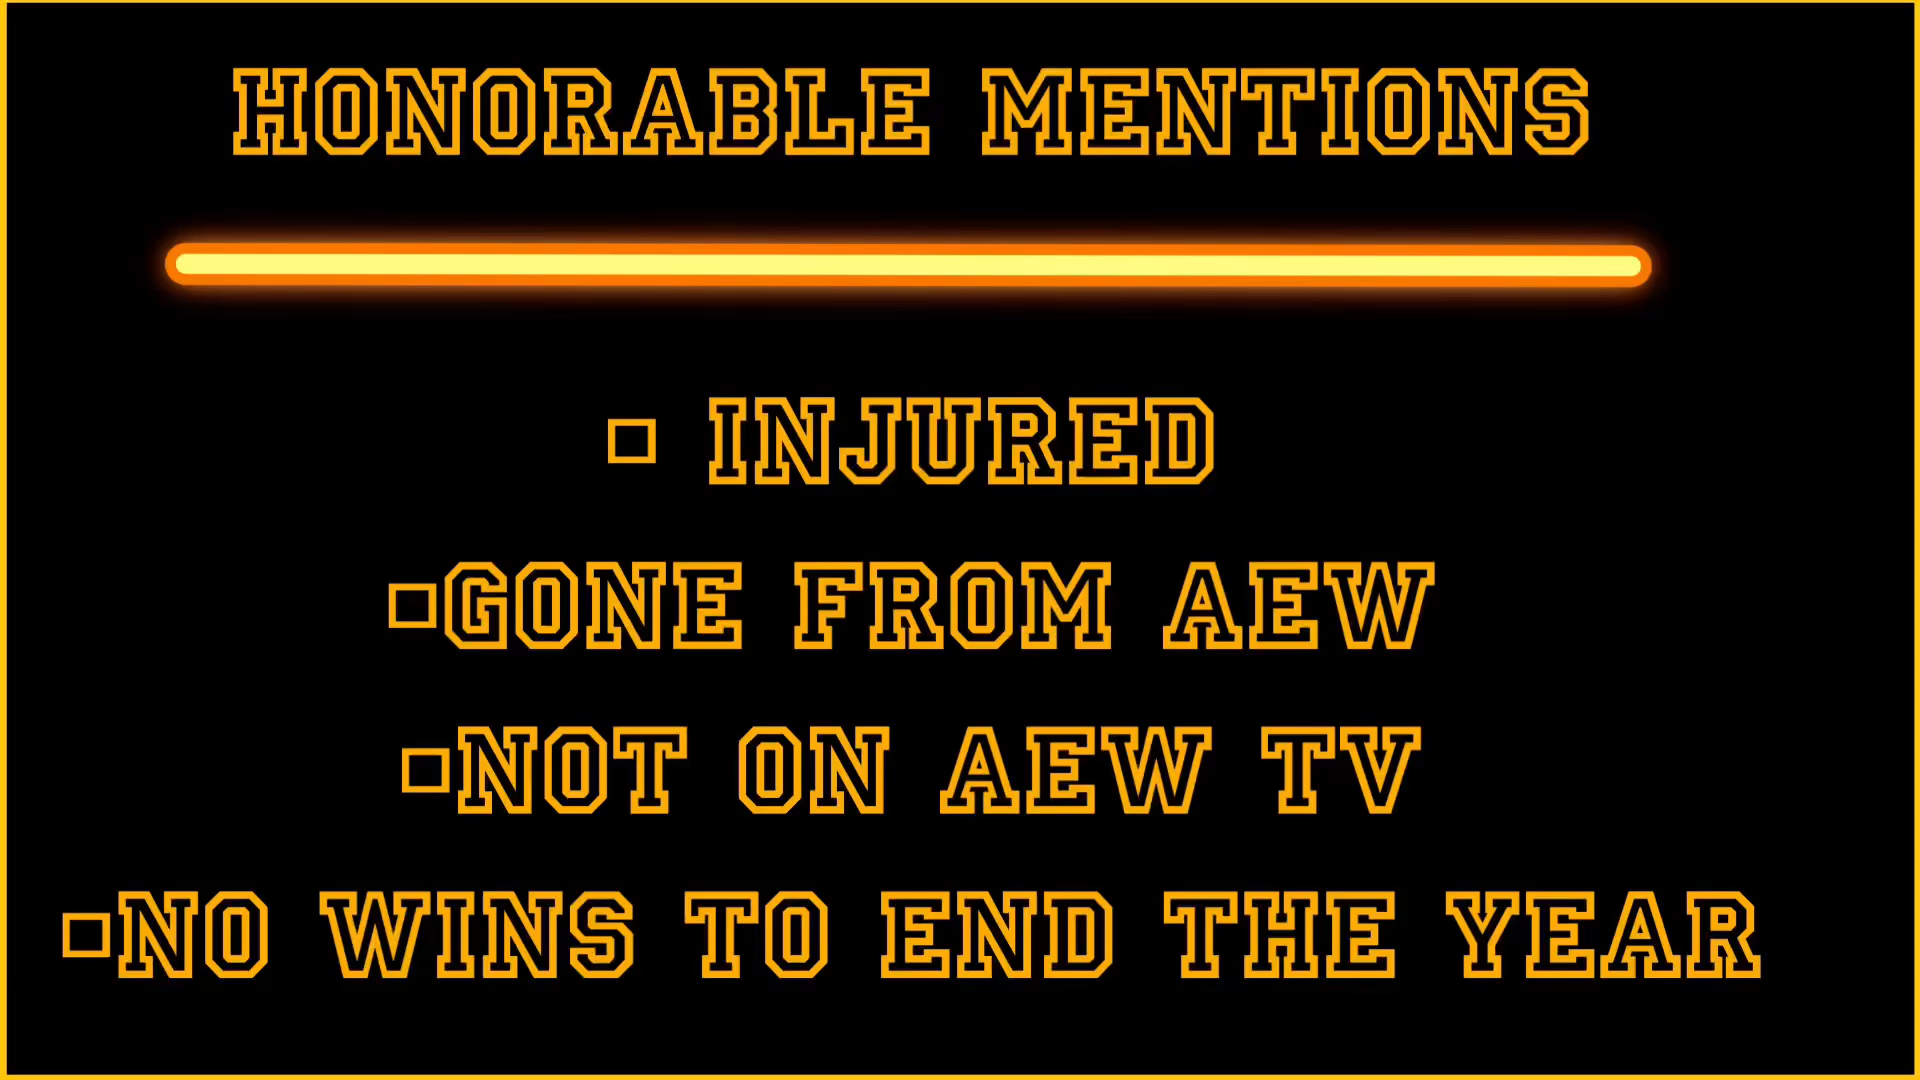 HONORABLE MENTIONS
□ INJURED
□GONE FROM AEW
□NOT ON AEW TV
□NO WINS TO END THE YEAR